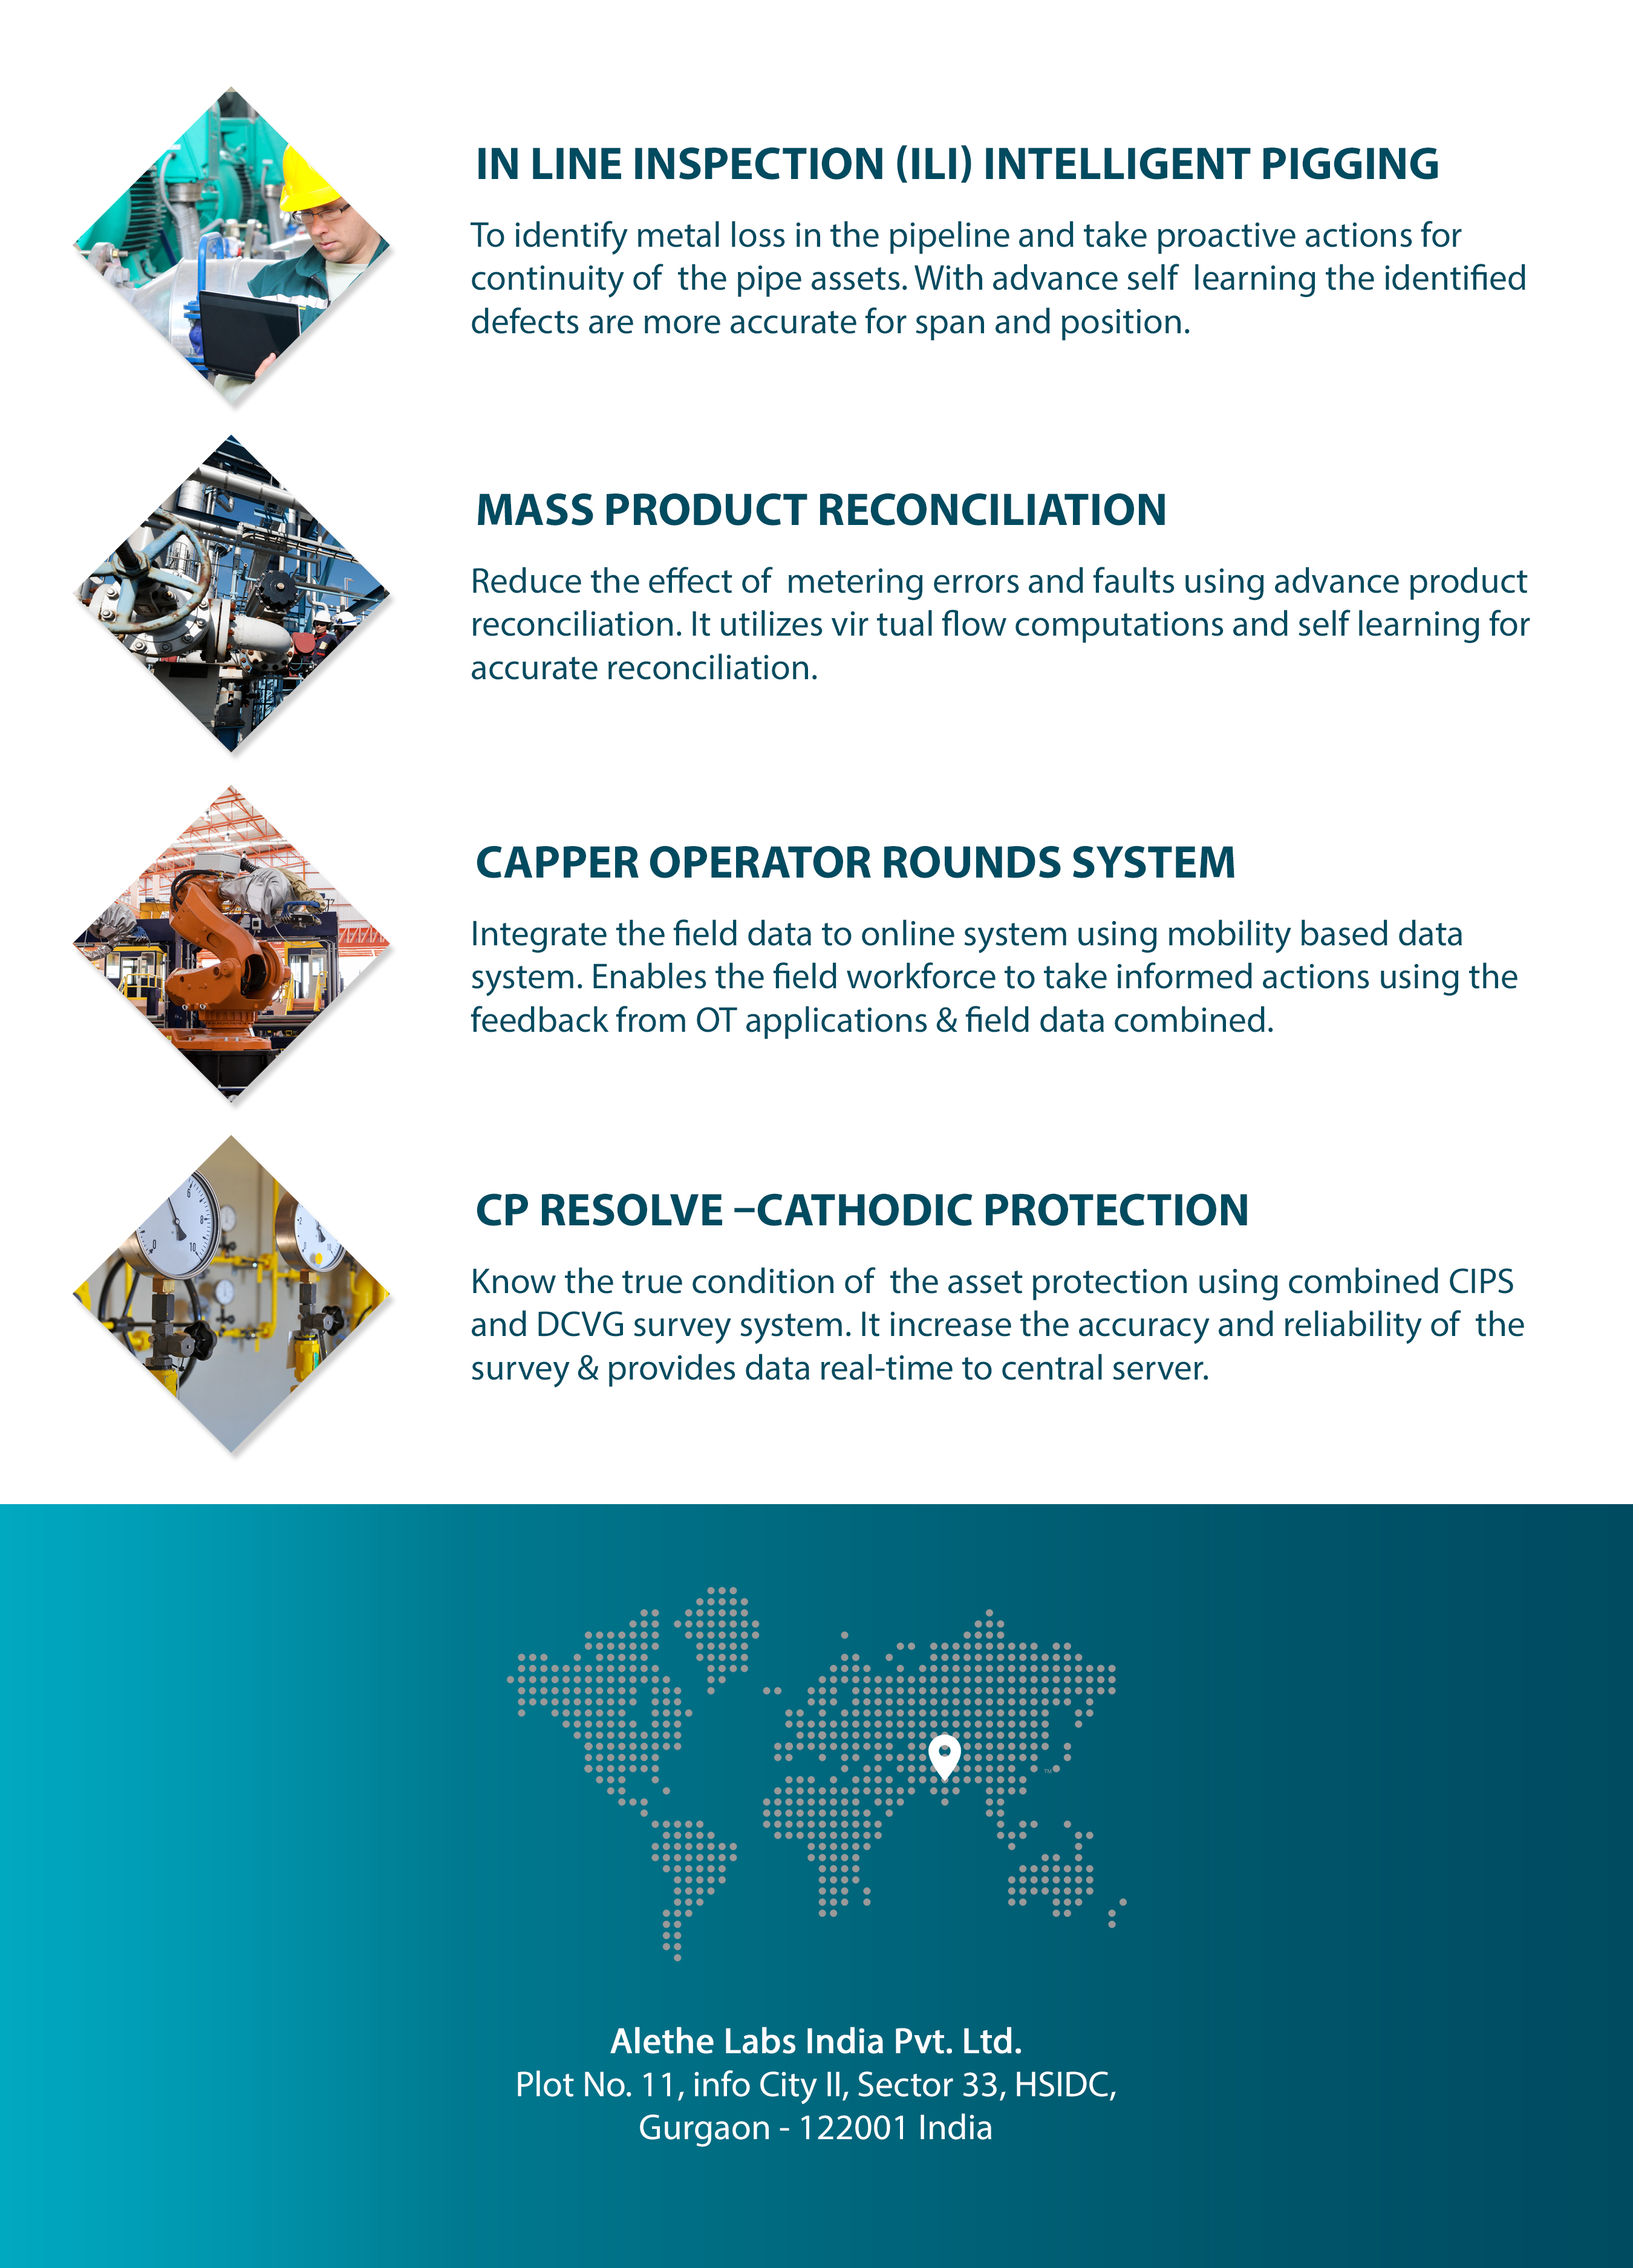 IN LINE INSPECTION (ILI) INTELLIGENT PIGGING
To identify metal loss in the pipeline and take proactive actions for
continuity of  the pipe assets. With advance self  learning the identified
defects are more accurate for span and position.
MASS PRODUCT RECONCILIATION
Reduce the effect of  metering errors and faults using advance product
reconciliation. It utilizes vir tual flow computations and self learning for
accurate reconciliation.
CAPPER OPERATOR ROUNDS SYSTEM
Integrate the field data to online system using mobility based data
system. Enables the field workforce to take informed actions using the
feedback from OT applications & field data combined.
6
8
0
10
2
CP RESOLVE –CATHODIC PROTECTION
Know the true condition of  the asset protection using combined CIPS
and DCVG survey system. It increase the accuracy and reliability of  the
survey & provides data real-time to central server.
TM
Alethe Labs India Pvt. Ltd.
Plot No. 11, info City II, Sector 33, HSIDC,
Gurgaon - 122001 India